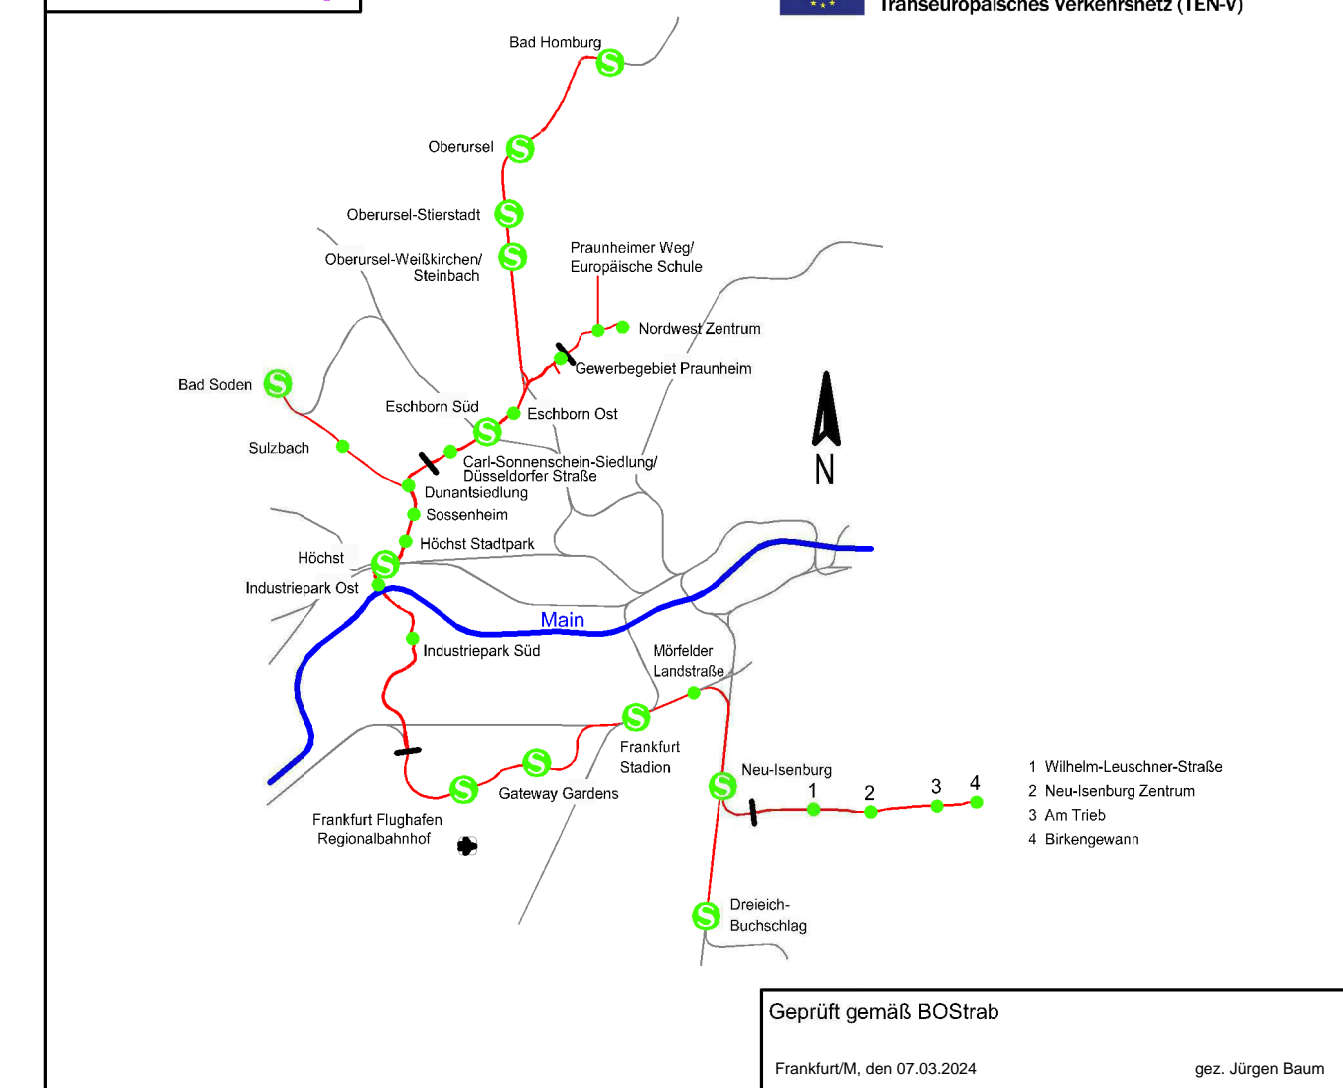 Transeuropäisches Verkehrsnetz (TEN-V)
Bad Homburg
S
Oberursel
S
Oberursel-Stierstadt
S
Praunheimer Weg/
Europäische Schule
Oberursel-Weißkirchen/
Steinbach
S
Nordwest Zentrum
Gewerbegebiet Praunheim
Bad Soden
S
Eschborn Süd
S
Eschborn Ost
Sulzbach
Carl-Sonnenschein-Siedlung/
Düsseldorfer Straße
N
Dunantsiedlung
Sossenheim
Höchst Stadtpark
Höchst
S
Industriepark Ost
Main
Industriepark Süd
Mörfelder
Landstraße
S
Frankfurt
Stadion
S
Gateway Gardens
S
Frankfurt Flughafen
Regionalbahnhof
Neu-Isenburg
S
1
2
3
4
1 Wilhelm-Leuschner-Straße
2 Neu-Isenburg Zentrum
3 Am Trieb
4 Birkengewann
S
Dreieich-
Buchschlag
Geprüft gemäß BOStrab
Frankfurt/M, den 07.03.2024
gez. Jürgen Baum